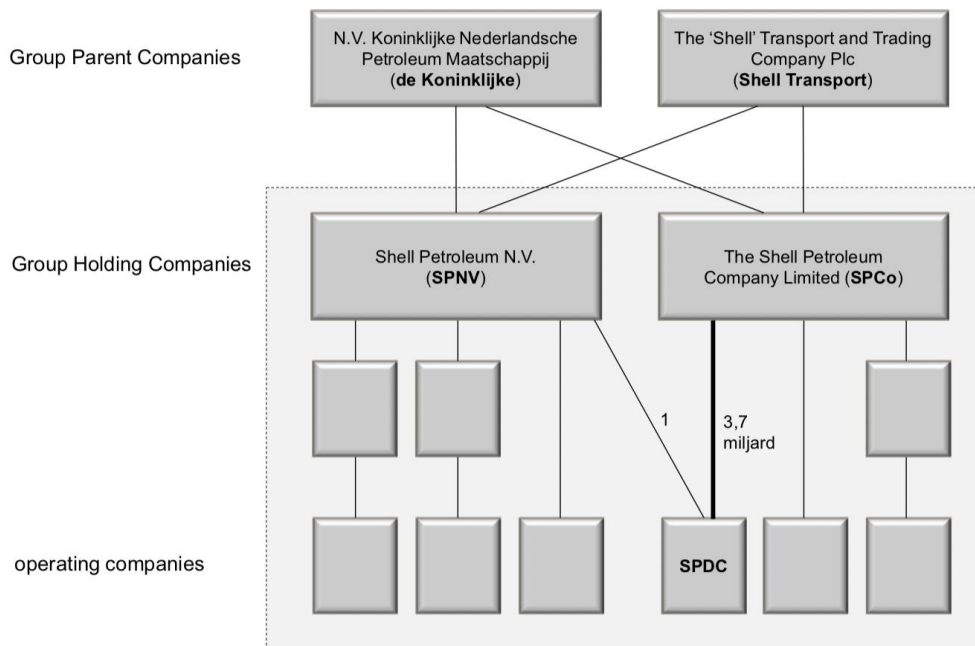 Group Parent Companies
N.V. Koninklijke Nederlandsche
Petroleum Maatschappij
(de Koninklijke)
The ‘Shell’ Transport and Trading
Company Plc
(Shell Transport)
Group Holding Companies
Shell Petroleum N.V.
(SPNV)
The Shell Petroleum
Company Limited (SPCo)
1
3,7
miljard
operating companies
SPDC